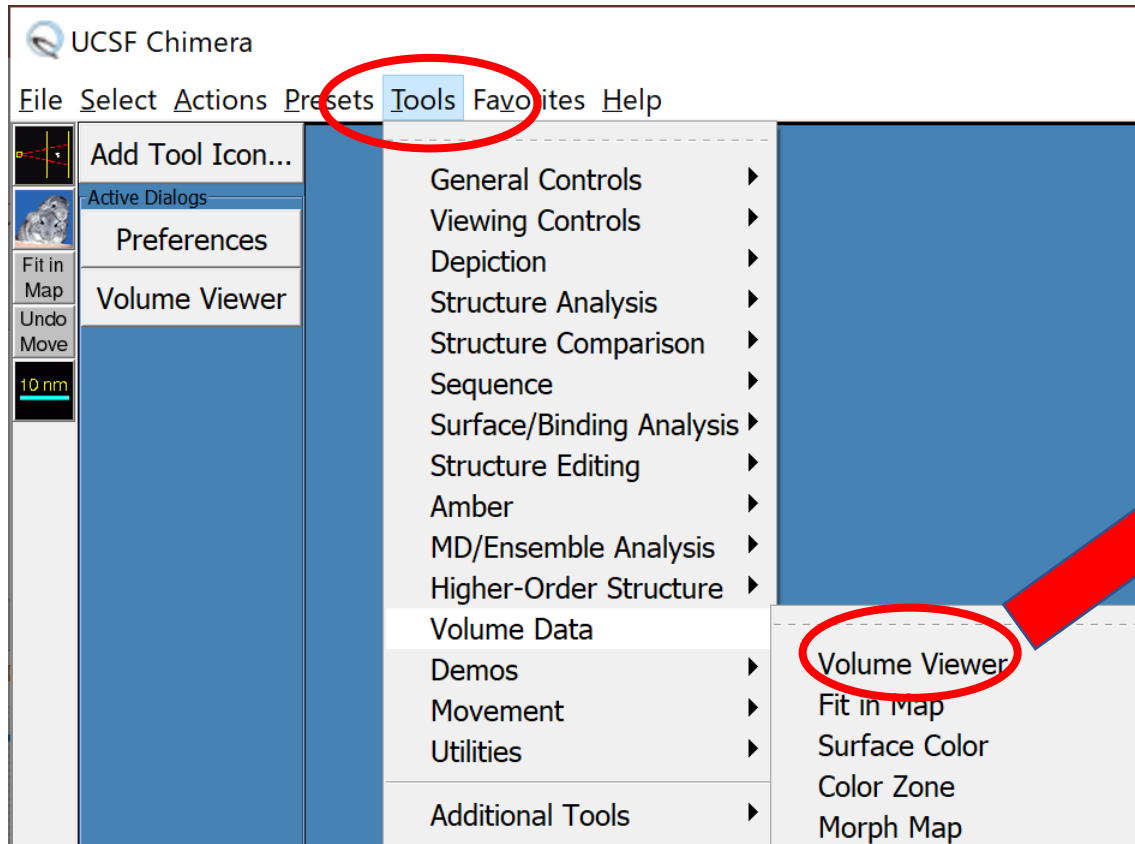 UCSF Chimera
File Select Actions Presets Tools Favorites Help
Add Tool Icon...
Active Dialogs
Preferences
Volume Viewer
Fit in
Map
Undo
Move
10 nm
General Controls
Viewing Controls
Depiction
Structure Analysis
Structure Comparison
Sequence
Surface/Binding Analysis
Structure Editing
Amber
MD/Ensemble Analysis
Higher-Order Structure
Volume Data
Demos
Movement
Utilities
Additional Tools
Volume Viewer
Fit in Map
Surface Color
Color Zone
Morph Map